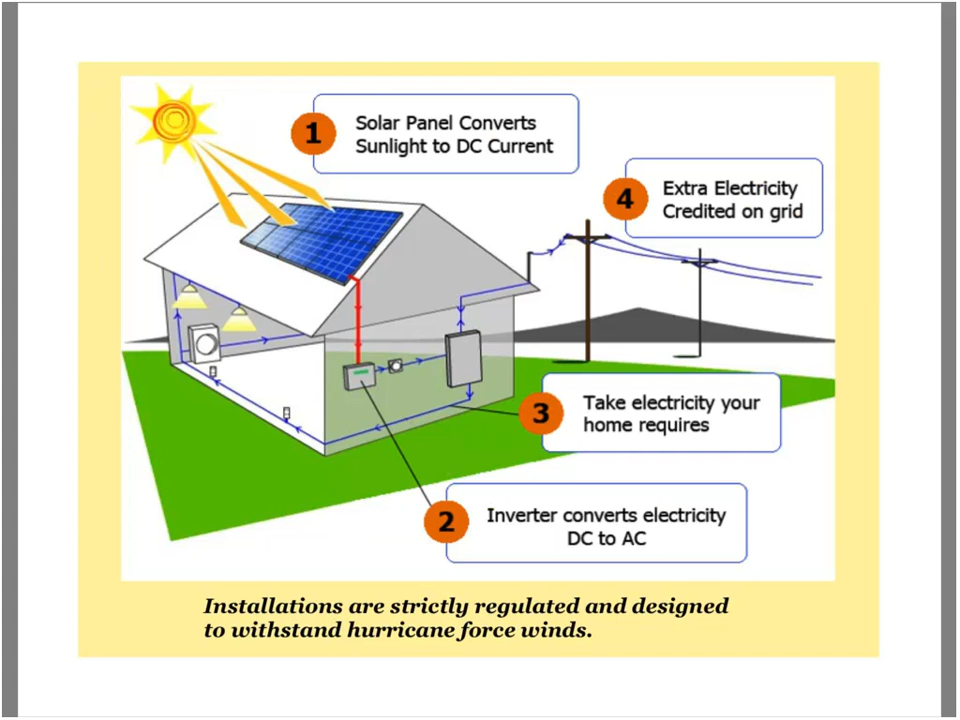 1
Solar Panel Converts
Sunlight to DC Current
4
Extra Electricity
Credited on grid
3
Take electricity your
home requires
2
Inverter converts electricity
DC to AC
Installations are strictly regulated and designed
to withstand hurricane force winds.